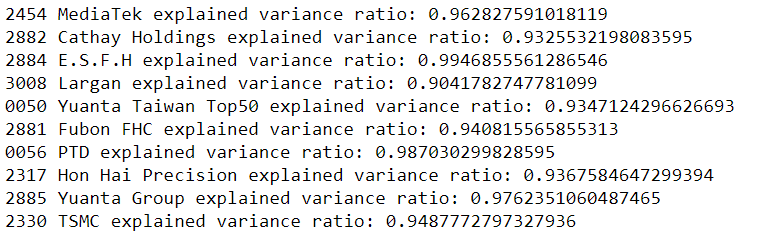 2454 MediaTek explained variance ratio: 0.962827591018119
2882 Cathay Holdings explained variance ratio: 0.9325532198083595
2884 E.S.F.H explained variance ratio: 0.9946855561286546
3008 Largan explained variance ratio: 0.9041782747781099
0050 Yuanta Taiwan Top50 explained variance ratio: 0.9347124296626693
2881 Fubon FHC explained variance ratio: 0.940815565855313
0056 PTD explained variance ratio: 0.987030299828595
2317 Hon Hai Precision explained variance ratio: 0.9367584647299394
2885 Yuanta Group explained variance ratio: 0.9762351060487465
2330 TSMC explained variance ratio: 0.9487772797327936